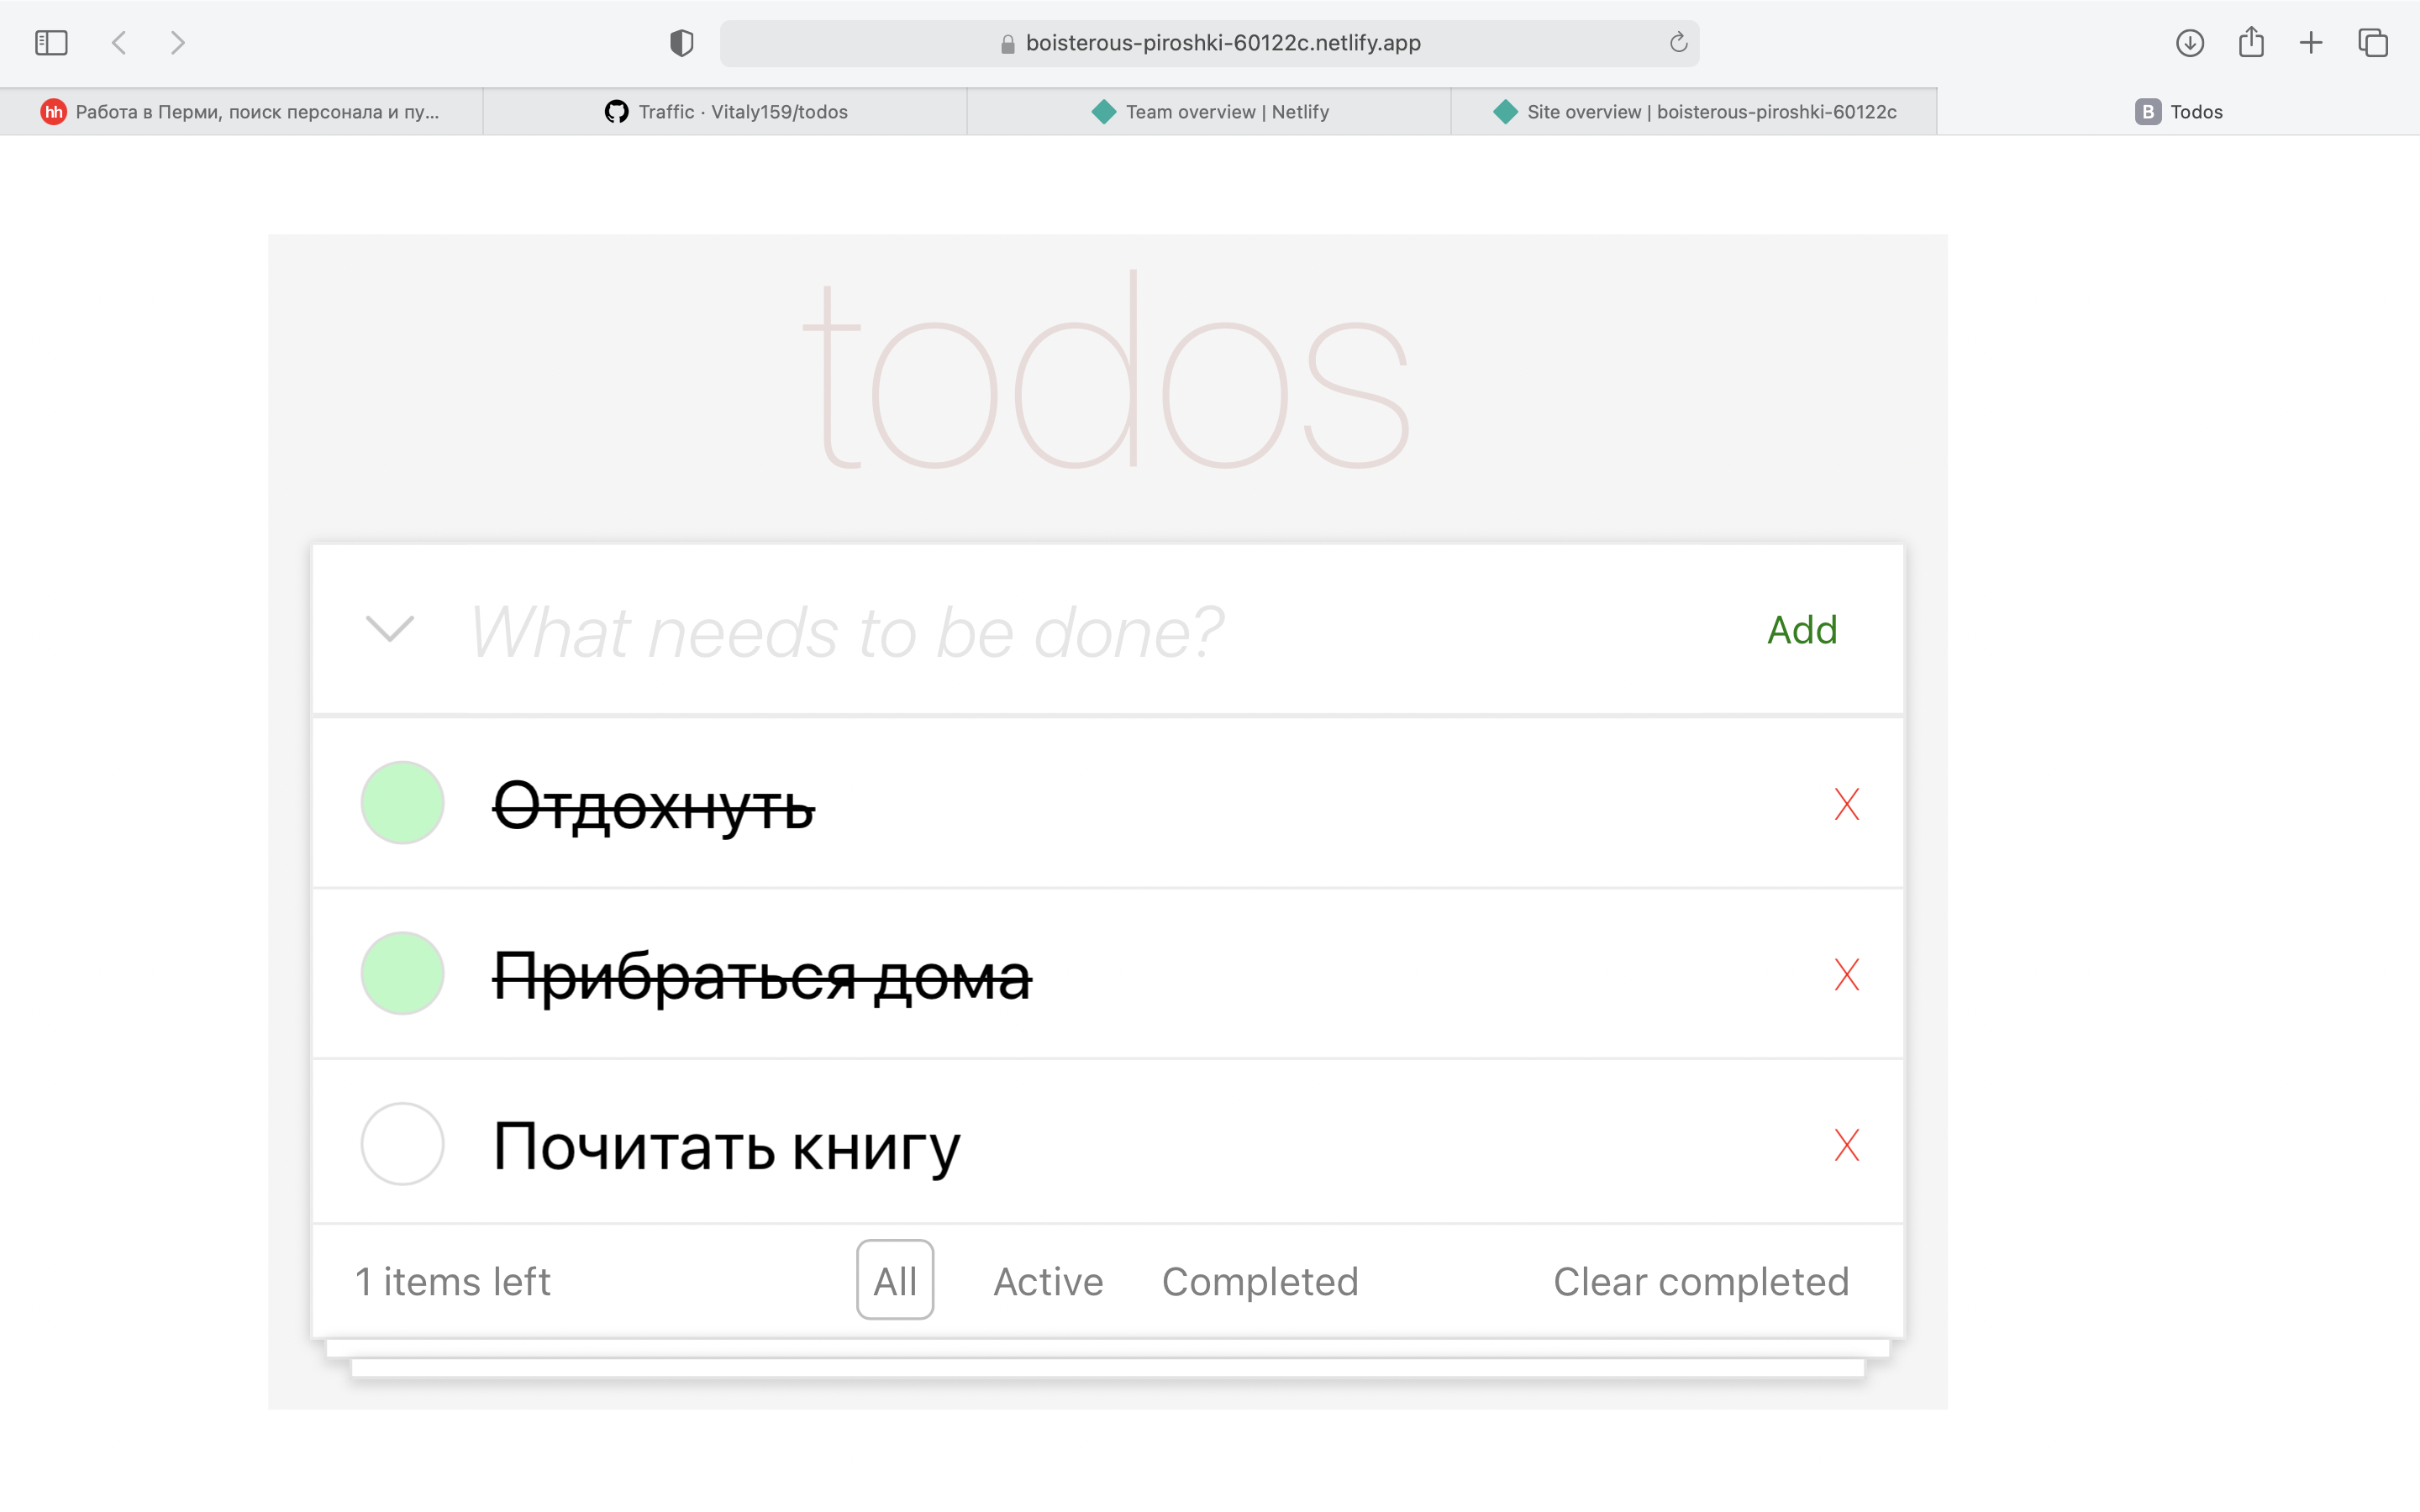 boisterous-piroshki-60122c.netlify.app
hh Работа в Перми, поиск персонала и пу...
Traffic · Vitaly159/todos
Team overview | Netlify
Site overview | boisterous-piroshki-60122c
B Todos
todos
What needs to be done?
Add
Отдохнуть
X
Прибраться дома
X
Почитать книгу
X
1 items left
All
Active
Completed
Clear completed